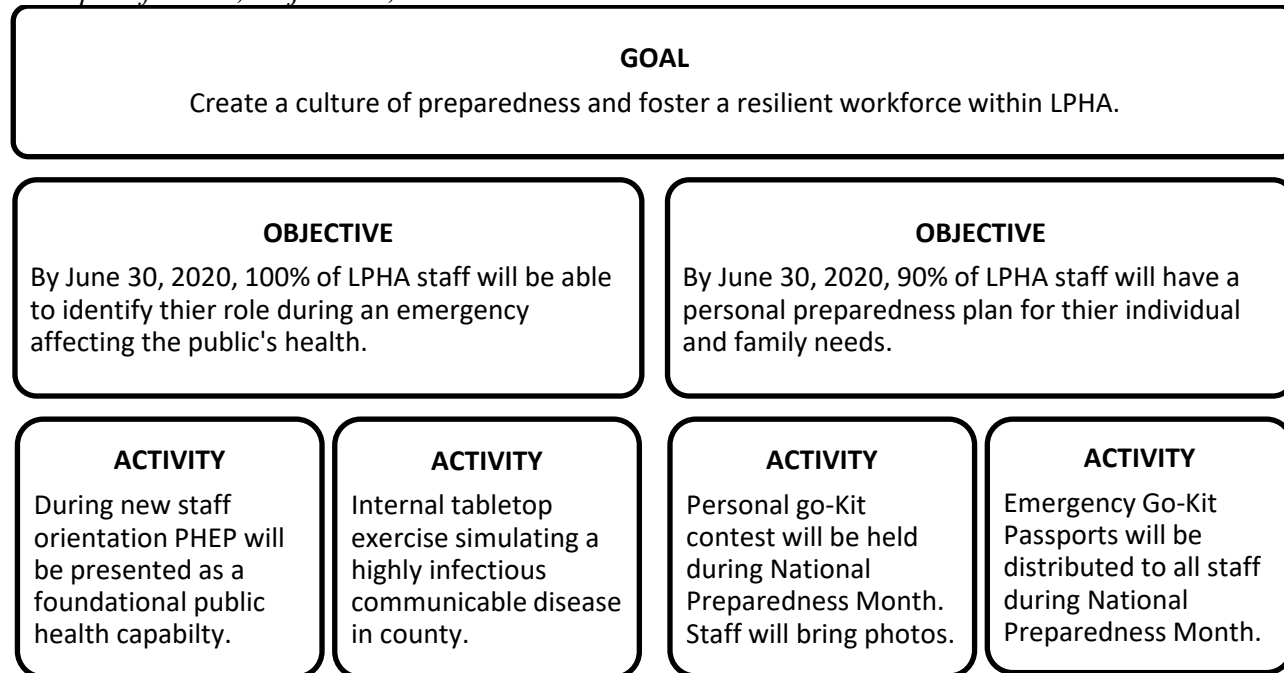 GOAL
Create a culture of preparedness and foster a resilient workforce within LPHA.
OBJECTIVE
By June 30, 2020, 100% of LPHA staff will be able
to identify thier role during an emergency
affecting the public's health.
OBJECTIVE
By June 30, 2020, 90% of LPHA staff will have a
personal preparedness plan for thier individual
and family needs.
ACTIVITY
During new staff
orientation PHEP will
be presented as a
foundational public
health capabilty.
ACTIVITY
Internal tabletop
exercise simulating a
highly infectious
communicable disease
in county.
ACTIVITY
Personal go-Kit
contest will be held
during National
Preparedness Month.
Staff will bring photos.
ACTIVITY
Emergency Go-Kit
Passports will be
distributed to all staff
during National
Preparedness Month.